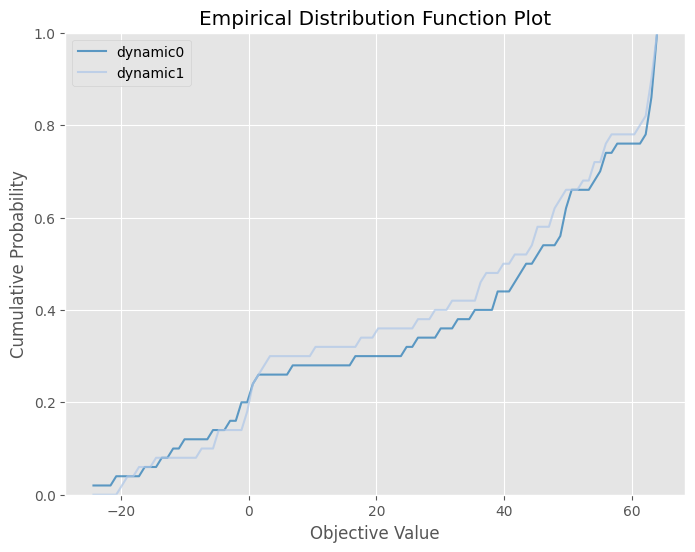 Empirical Distribution Function Plot
dynamic0
dynamic1
Cumulative Probability
1.0
0.8
0.6
0.4
0.2
0.0
−20
0
20
40
60
Objective Value